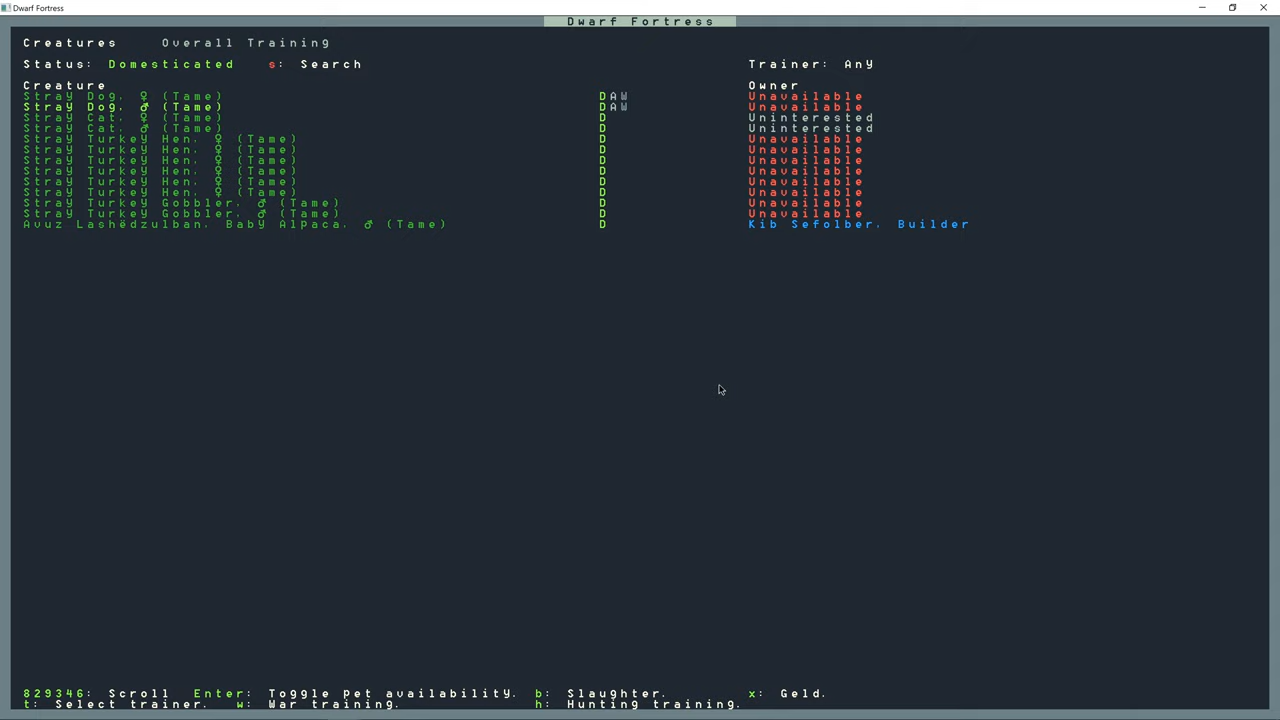 Dwarf Fortress
Dwarf Fortress
Creatures Overall Training
Status: Domesticated s: Search Trainer: Any
Creature Owner
Stray Dog, ♀ (Tame) D A W Unavailable
Stray Dog, ♂ (Tame) D A W Unavailable
Stray Cat, ♀ (Tame) D Uninterested
Stray Cat, ♂ (Tame) D Uninterested
Stray Turkey Hen, ♀ (Tame) D Unavailable
Stray Turkey Hen, ♀ (Tame) D Unavailable
Stray Turkey Hen, ♀ (Tame) D Unavailable
Stray Turkey Hen, ♀ (Tame) D Unavailable
Stray Turkey Hen, ♀ (Tame) D Unavailable
Stray Turkey Hen, ♀ (Tame) D Unavailable
Stray Turkey Gobbler, ♂ (Tame) D Unavailable
Stray Turkey Gobbler, ♂ (Tame) D Unavailable
Avuz Lashëdzulban, Baby Alpaca, ♂ (Tame) D Kib Sefolber, Builder
829346: Scroll Enter: Toggle pet availability. b: Slaughter. x: Geld.
t: Select trainer. w: War training. h: Hunting training.